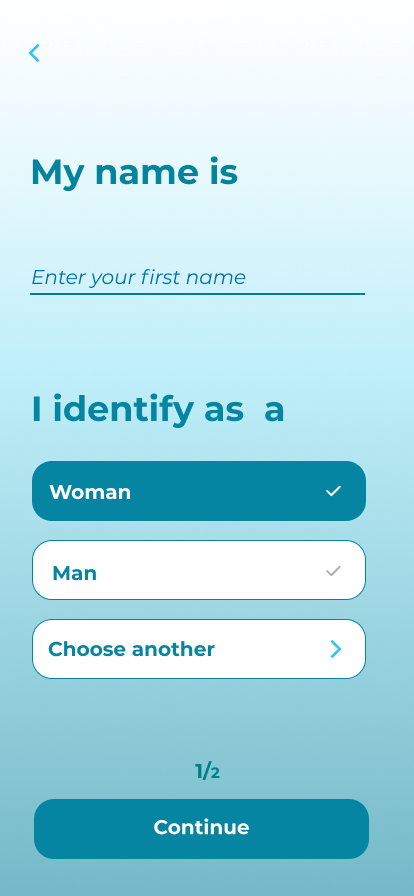 My name is
Enter your first name
I identify as a
Woman
Man
Choose another
1/2
Continue